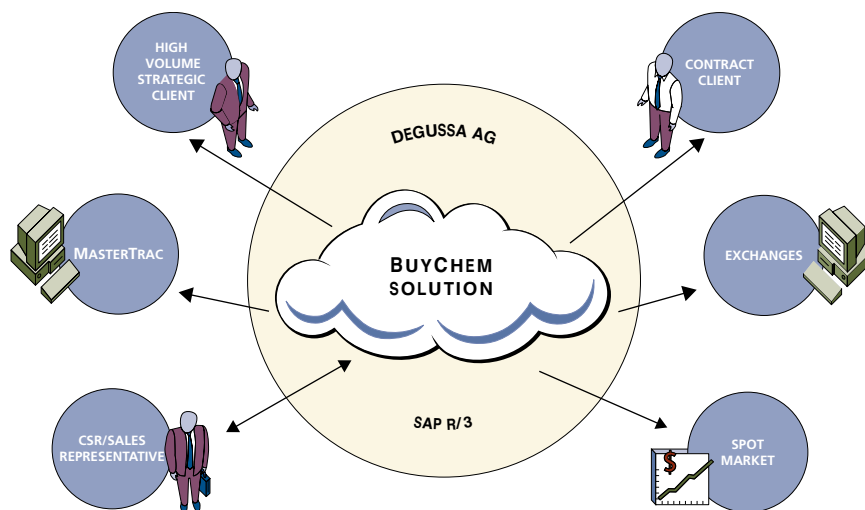 HIGH
VOLUME
STRATEGIC
CLIENT
CONTRACT
CLIENT
DEGUSSA AG
MASTERTRAC
BUYCHEM
SOLUTION
EXCHANGES
CSR/SALES
REPRESENTATIVE
SAP R/3
$
SPOT
MARKET